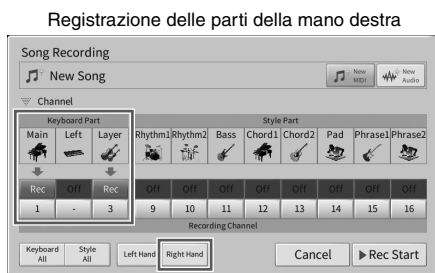 Registrazione delle parti della mano destra
Song Recording
New Song
New MIDI
New Audio
Channel
Keyboard Part
Style Part
Main Left Layer Rhythm1 Rhythm2 Bass Chord1 Chord2 Pad Phrase1 Phrase2
Rec Off Rec Off Off Off Off Off Off Off Off
1 - 3 9 10 11 12 13 14 15 16
Recording Channel
Keyboard All
Style All
Left Hand
Right Hand
Cancel
Rec Start